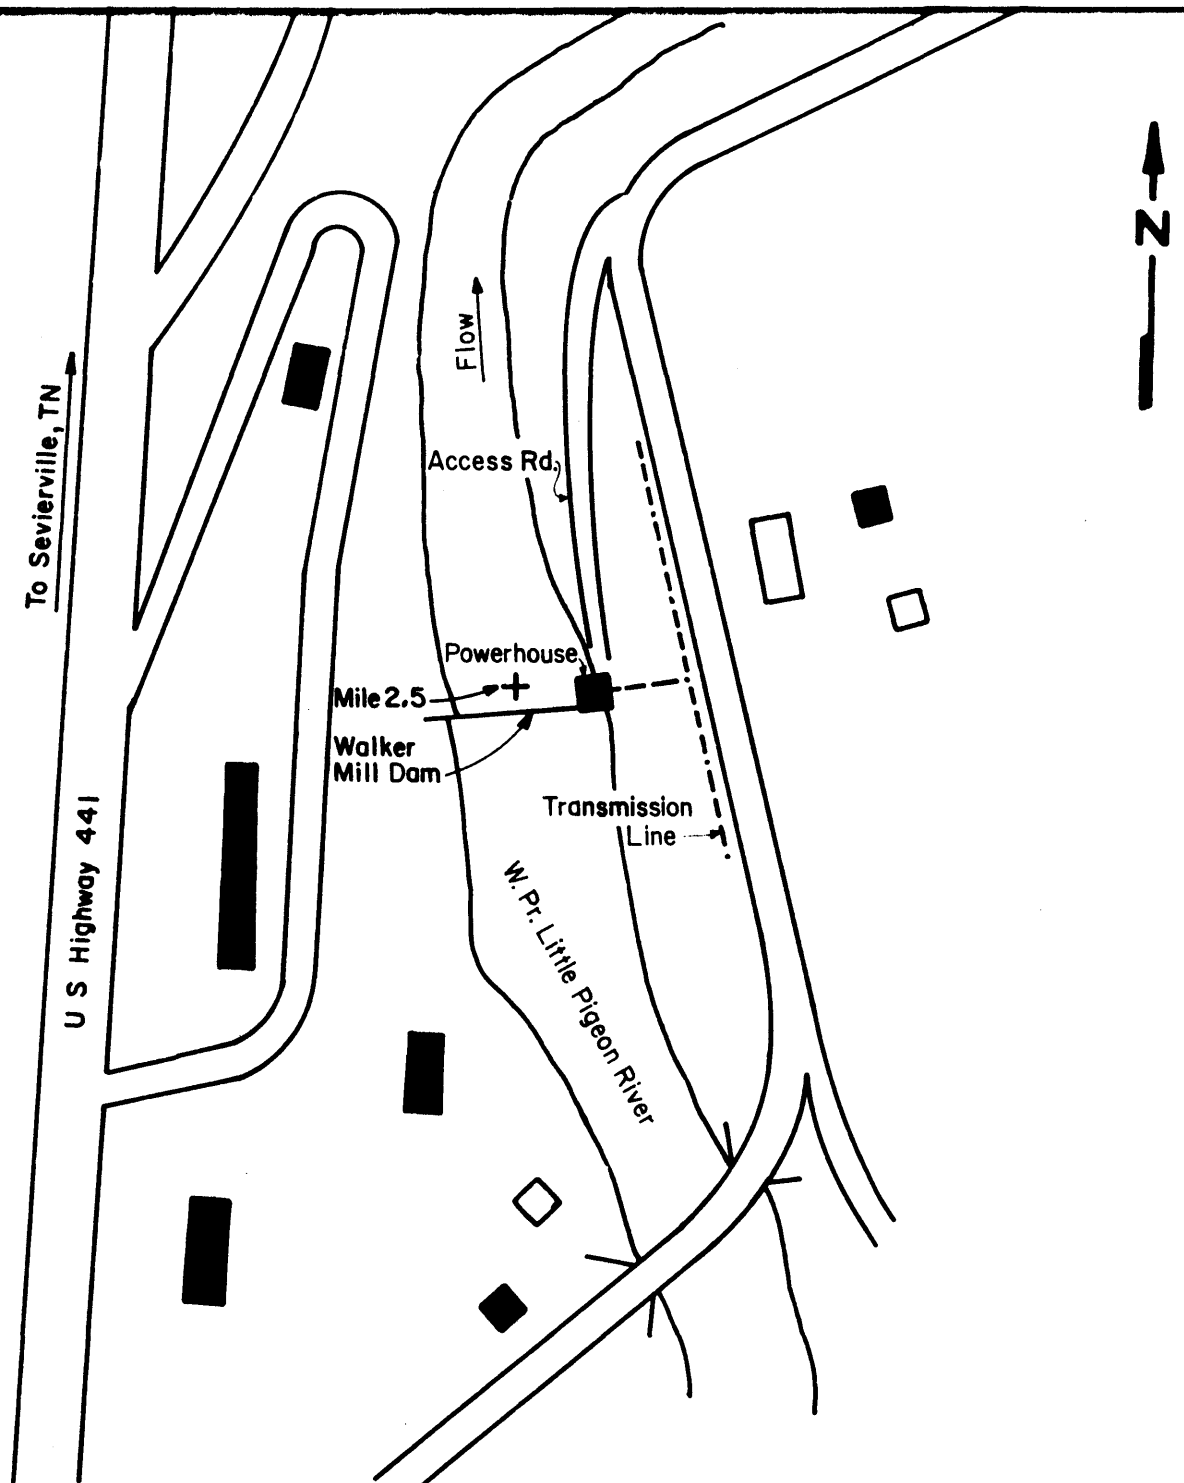 N
Flow
To Sevierville, TN
Access Rd.
Powerhouse
Mile 2.5
Walker
Mill Dam
Transmission
Line
U S Highway 441
W. Pr. Little Pigeon River